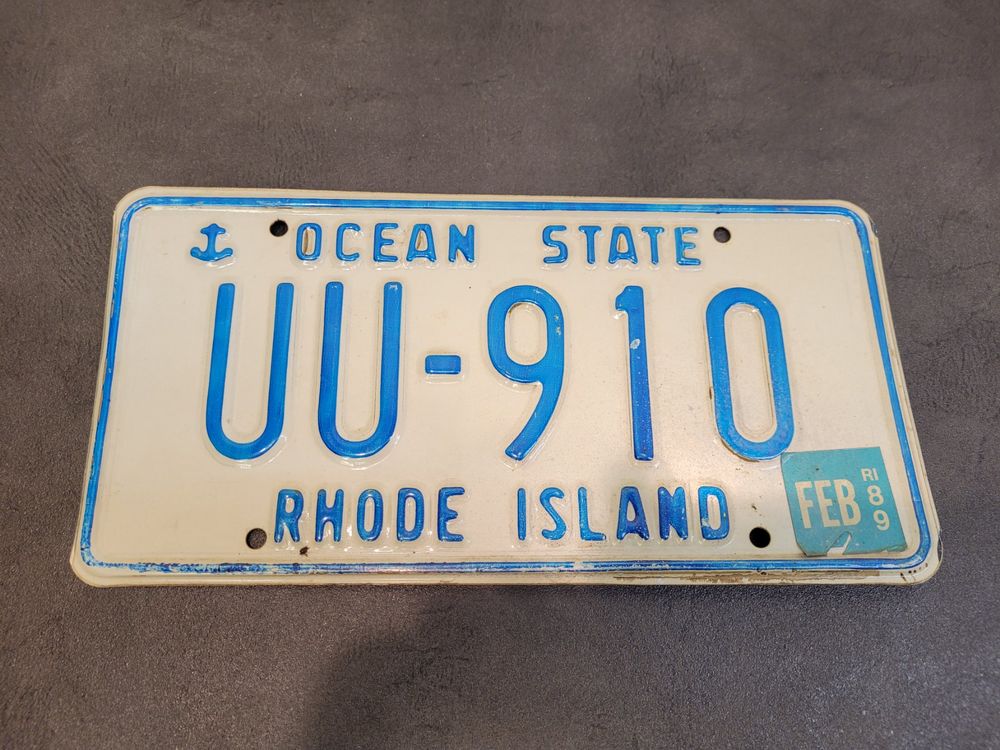 OCEAN STATE
UU-910
RHODE ISLAND
FEB
RI
89